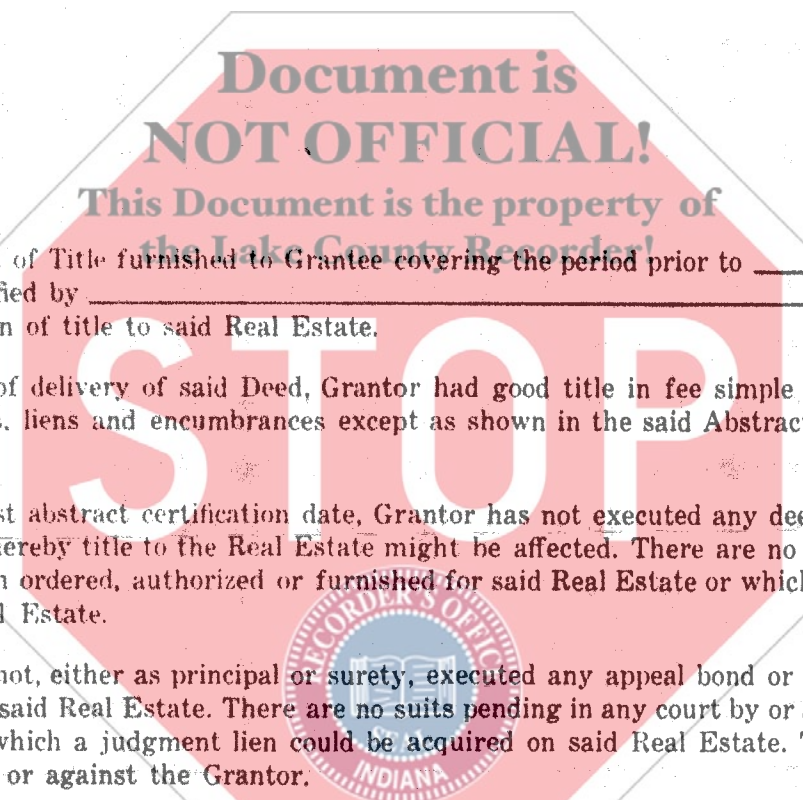 Document is
NOT OFFICIAL!
This Document is the property of
the Lake County Recorder!
of Title furnished to Grantee covering the period prior to
fied by
n of title to said Real Estate.
of delivery of said Deed, Grantor had good title in fee simple
s, liens and encumbrances except as shown in the said Abstract
STOP
st abstract certification date, Grantor has not executed any dee
hereby title to the Real Estate might be affected. There are no
n ordered, authorized or furnished for said Real Estate or which
l Estate.
RECORDER'S OFFIC
not, either as principal or surety, executed any appeal bond or
said Real Estate. There are no suits pending in any court by or
which a judgment lien could be acquired on said Real Estate.
SEAL
INDIANA
or against the Grantor.